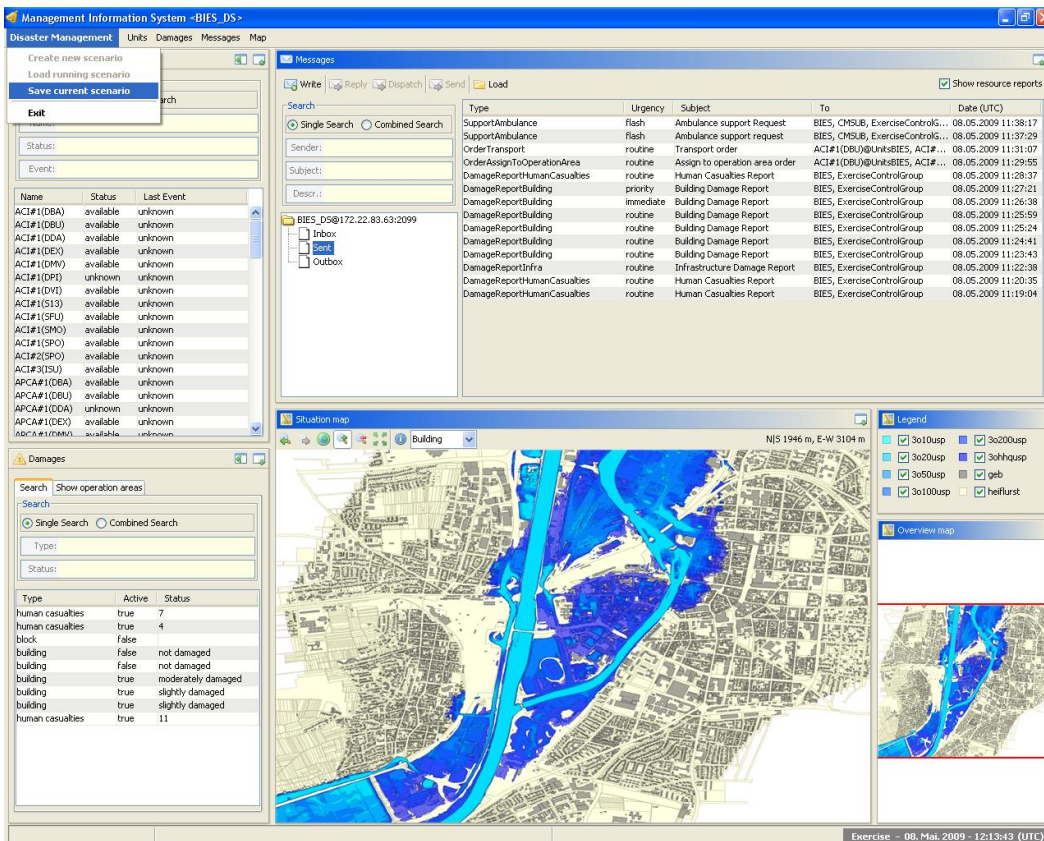 Management Information System <BIES_DS>
Disaster Management Units Damages Messages Map
Create new scenario
Load running scenario
Save current scenario
Exit
Status:
Event:
Name Status Last Event
ACI#1(DBA) available unknown
ACI#1(DBU) available unknown
ACI#1(DDA) available unknown
ACI#1(DEX) available unknown
ACI#1(DMV) available unknown
ACI#1(DPI) unknown unknown
ACI#1(DVI) available unknown
ACI#1(S13) available unknown
ACI#1(SFU) available unknown
ACI#1(SMO) available unknown
ACI#1(SPO) available unknown
ACI#2(SPO) available unknown
ACI#3(ISU) available unknown
APCA#1(DBA) available unknown
APCA#1(DBU) available unknown
APCA#1(DDA) unknown unknown
APCA#1(DEX) available unknown
APCA#1(DMV) available unknown
Messages
Write Reply Dispatch Send Load Show resource reports
Search
Single Search Combined Search
Sender:
Subject:
Descr.:
BIES_DS@172.22.83.63:2099
Inbox
Sent
Outbox
Type Urgency Subject To Date (UTC)
SupportAmbulance flash Ambulance support Request BIES, CMSUB, ExerciseControlG... 08.05.2009 11:38:17
SupportAmbulance flash Ambulance support request BIES, CMSUB, ExerciseControlG... 08.05.2009 11:37:29
OrderTransport routine Transport order ACI#1(DBU)@UnitsBIES, ACI#... 08.05.2009 11:31:07
OrderAssignToOperationArea routine Assign to operation area order ACI#1(DBU)@UnitsBIES, ACI#... 08.05.2009 11:29:55
DamageReportHumanCasualties routine Human Casualties Report BIES, ExerciseControlGroup 08.05.2009 11:28:37
DamageReportBuilding priority Building Damage Report BIES, ExerciseControlGroup 08.05.2009 11:27:21
DamageReportBuilding immediate Building Damage Report BIES, ExerciseControlGroup 08.05.2009 11:26:38
DamageReportBuilding routine Building Damage Report BIES, ExerciseControlGroup 08.05.2009 11:25:59
DamageReportBuilding routine Building Damage Report BIES, ExerciseControlGroup 08.05.2009 11:25:24
DamageReportBuilding routine Building Damage Report BIES, ExerciseControlGroup 08.05.2009 11:24:41
DamageReportBuilding routine Building Damage Report BIES, ExerciseControlGroup 08.05.2009 11:23:43
DamageReportInfra routine Infrastructure Damage Report BIES, ExerciseControlGroup 08.05.2009 11:22:38
DamageReportHumanCasualties routine Human Casualties Report BIES, ExerciseControlGroup 08.05.2009 11:20:35
DamageReportHumanCasualties routine Human Casualties Report BIES, ExerciseControlGroup 08.05.2009 11:19:04
Damages
Search Show operation areas
Search
Single Search Combined Search
Type:
Status:
Type Active Status
human casualties true 7
human casualties true 4
block false
building false not damaged
building false not damaged
building true moderately damaged
building true slightly damaged
building true slightly damaged
human casualties true 11
Situation map
Building N|S 1946 m, E-W 3104 m
Legend
3o10usp 3o200usp
3o20usp 3ohhqusp
3o50usp geb
3o100usp heiflurst
Overview map
Exercise - 08. Mai. 2009 - 12:13:43 (UTC)